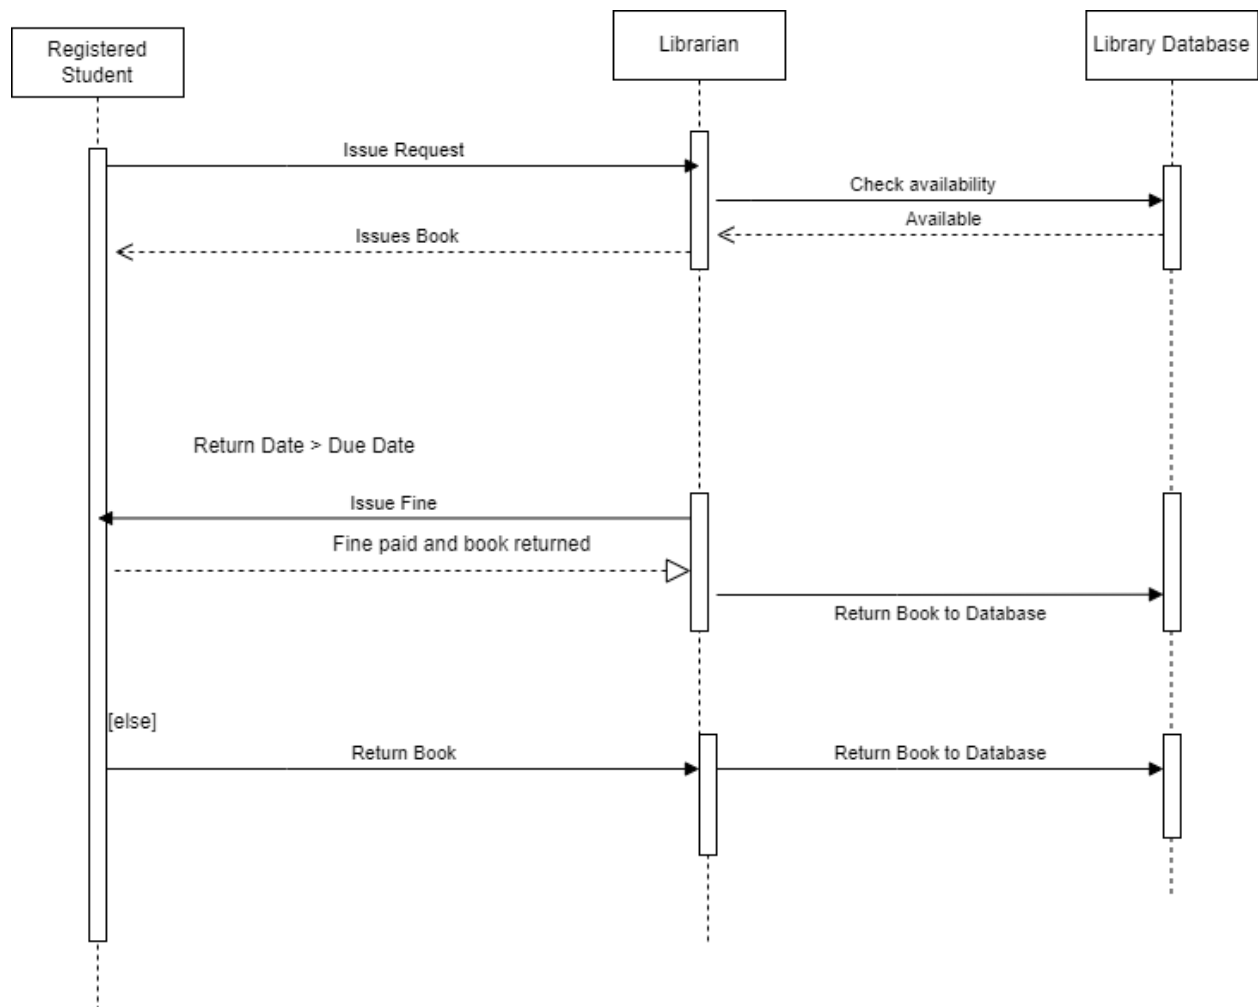 Registered
Student
Librarian
Library Database
Issue Request
Check availability
Available
Issues Book
Return Date > Due Date
Issue Fine
Fine paid and book returned
Return Book to Database
[else]
Return Book
Return Book to Database